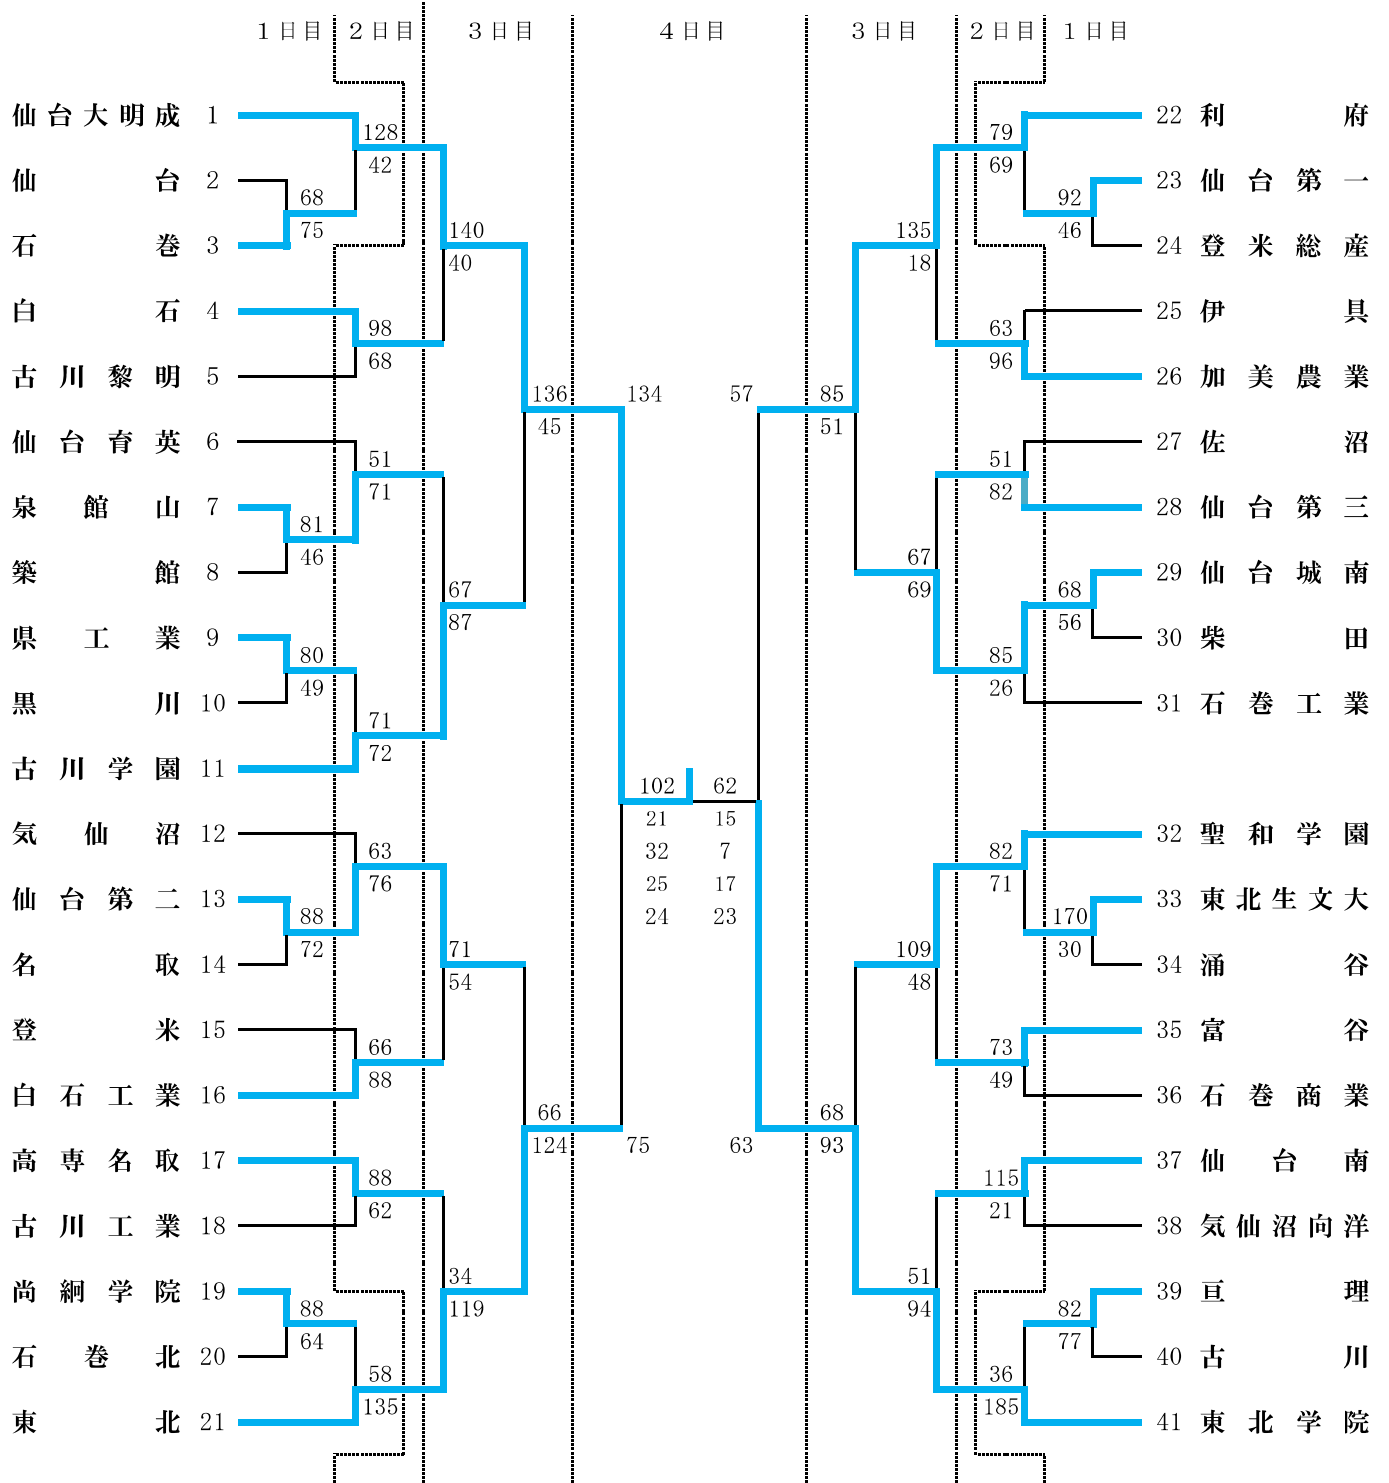 1日目 2日目 3日目 4日目 3日目 2日目 1日目
仙台大明成 1 128 79 22 利府
42 69
仙台 2 68 92 23 仙台第一
石巻 3 75 140 135 46 24 登米総産
40 18
白石 4 98 63 25 伊具
68 96
古川黎明 5 136 134 57 85 26 加美農業
45 51
仙台育英 6 51 51 27 佐沼
71 82
泉館山 7 81 28 仙台第三
46
築館 8 67 67 68 29 仙台城南
87 69 56
県工業 9 80 85 30 柴田
49 26
黒川 10 71 31 石巻工業
72
古川学園 11 102 62
21 15
気仙沼 12 63 32 7 82 32 聖和学園
76 25 17 71
仙台第二 13 88 24 23 170 33 東北生文大
72 30
名取 14 71 109 34 涌谷
54 48
登米 15 66 73 35 富谷
88 49
白石工業 16 66 68 36 石巻商業
124 75 63 93
高専名取 17 88 115 37 仙台南
62 21
古川工業 18 34 51 38 気仙沼向洋
119 94
尚絅学院 19 88 82 39 亘理
64 77
石巻北 20 58 36 40 古川
135 185
東北 21 41 東北学院